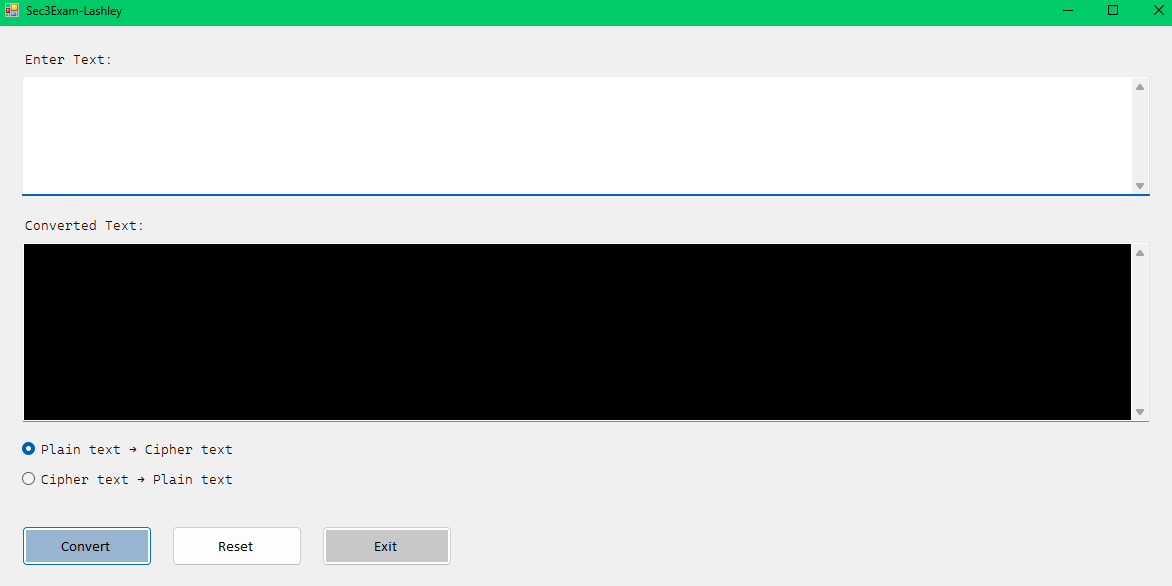 Sec3Exam-Lashley
Enter Text:
Converted Text:
Plain text → Cipher text
Cipher text → Plain text
Convert Reset Exit